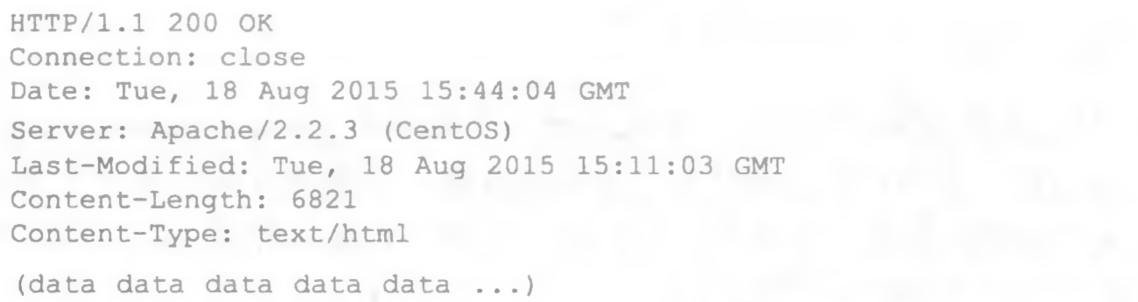 HTTP/1.1 200 OK
Connection: close
Date: Tue, 18 Aug 2015 15:44:04 GMT
Server: Apache/2.2.3 (CentOS)
Last-Modified: Tue, 18 Aug 2015 15:11:03 GMT
Content-Length: 6821
Content-Type: text/html
(data data data data data ...)